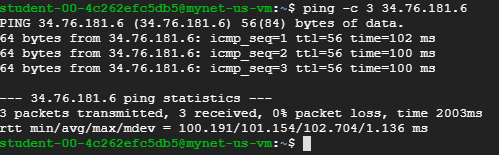 student-00-4c262efc5db5@mynet-us-vm:~$ ping -c 3 34.76.181.6
PING 34.76.181.6 (34.76.181.6) 56(84) bytes of data.
64 bytes from 34.76.181.6: icmp_seq=1 ttl=56 time=102 ms
64 bytes from 34.76.181.6: icmp_seq=2 ttl=56 time=100 ms
64 bytes from 34.76.181.6: icmp_seq=3 ttl=56 time=100 ms

--- 34.76.181.6 ping statistics ---
3 packets transmitted, 3 received, 0% packet loss, time 2003ms
rtt min/avg/max/mdev = 100.191/101.154/102.704/1.136 ms
student-00-4c262efc5db5@mynet-us-vm:~$